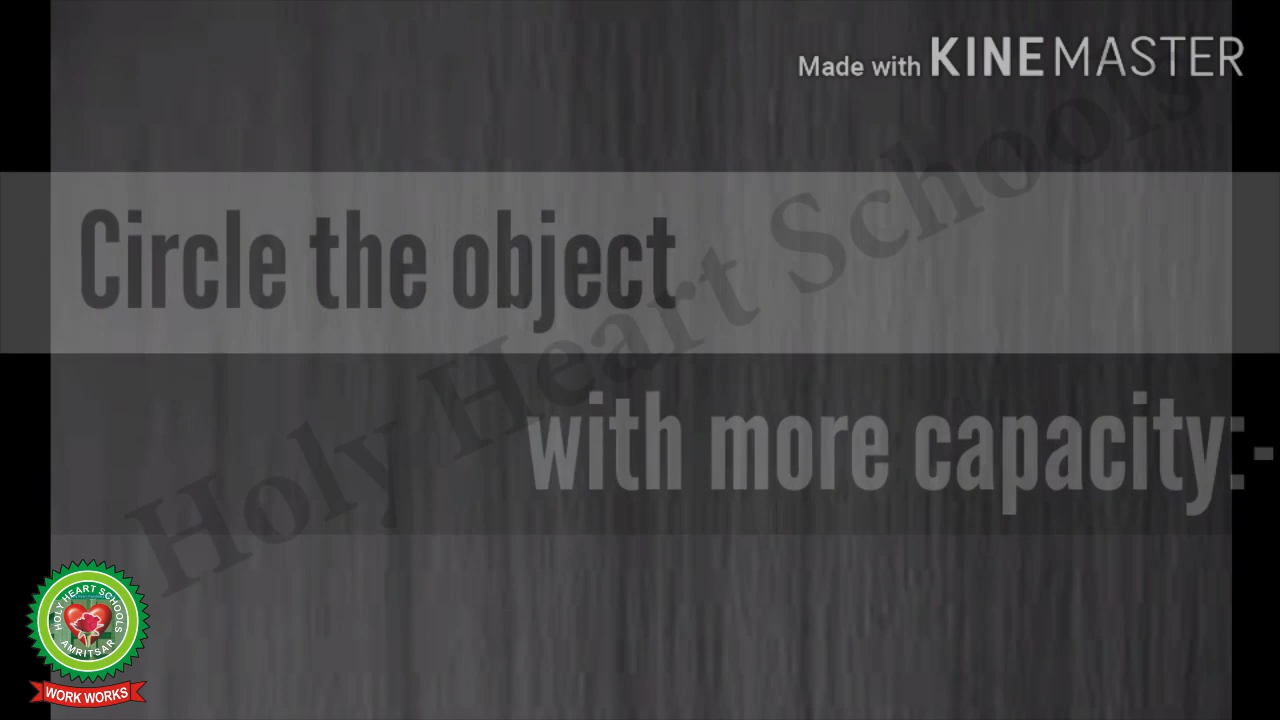 Made with KINEMASTER
Circle the object
with more capacity:-
Holy Heart Schools
HOLY HEART SCHOOLS
AMRITSAR
WORK WORKS